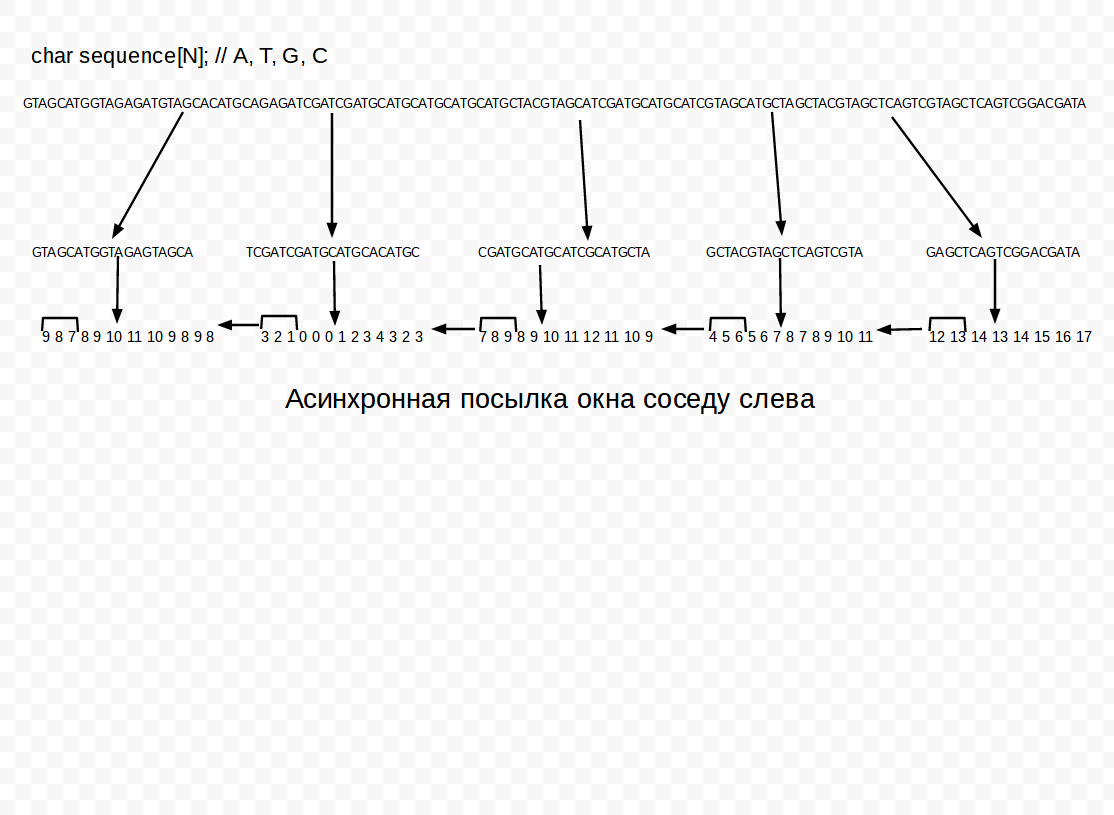 char sequence[N]; // A, T, G, C
GTAGCATGGTAGAGATGTAGCACATGCAGAGATCGATCGATGCATGCATGCATGCATGCTACGTAGCATCGATGCATGCATCGTAGCATGCTAGCTACGTAGCTCAGTCGTAGCTCAGTCGGACGATA
GTAGCATGGTAGAGTAGCA TCGATCGATGCATGCACATGC CGATGCATGCATCGCATGCTA GCTACGTAGCTCAGTCGTA GAGCTCAGTCGGACGATA
9 8 7 8 9 10 11 10 9 8 9 8 3 2 1 0 0 0 1 2 3 4 3 2 3 7 8 9 8 9 10 11 12 11 10 9 4 5 6 5 6 7 8 7 8 9 10 11 12 13 14 13 14 15 16 17
Асинхронная посылка окна соседу слева